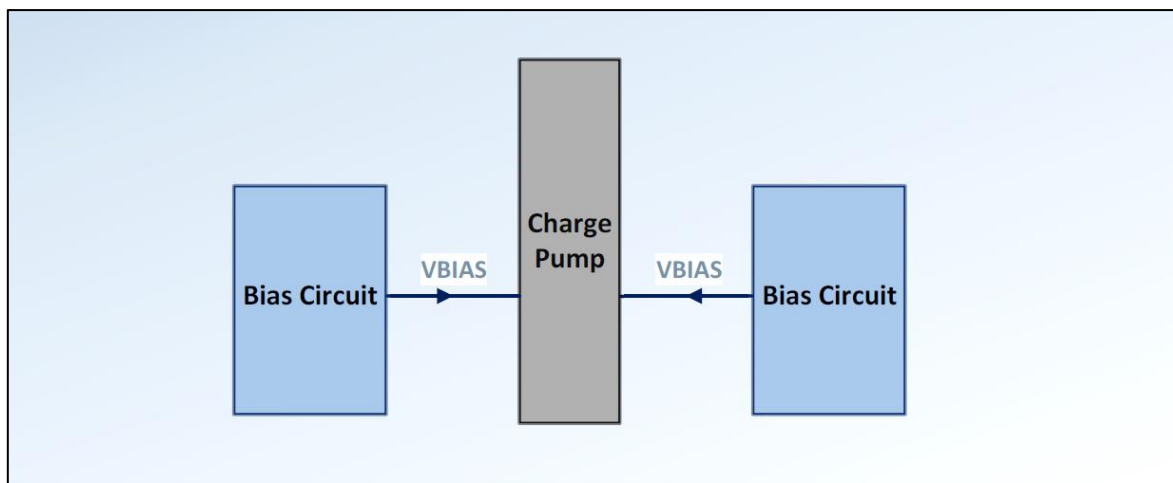 Bias Circuit
VBIAS
Charge
Pump
VBIAS
Bias Circuit